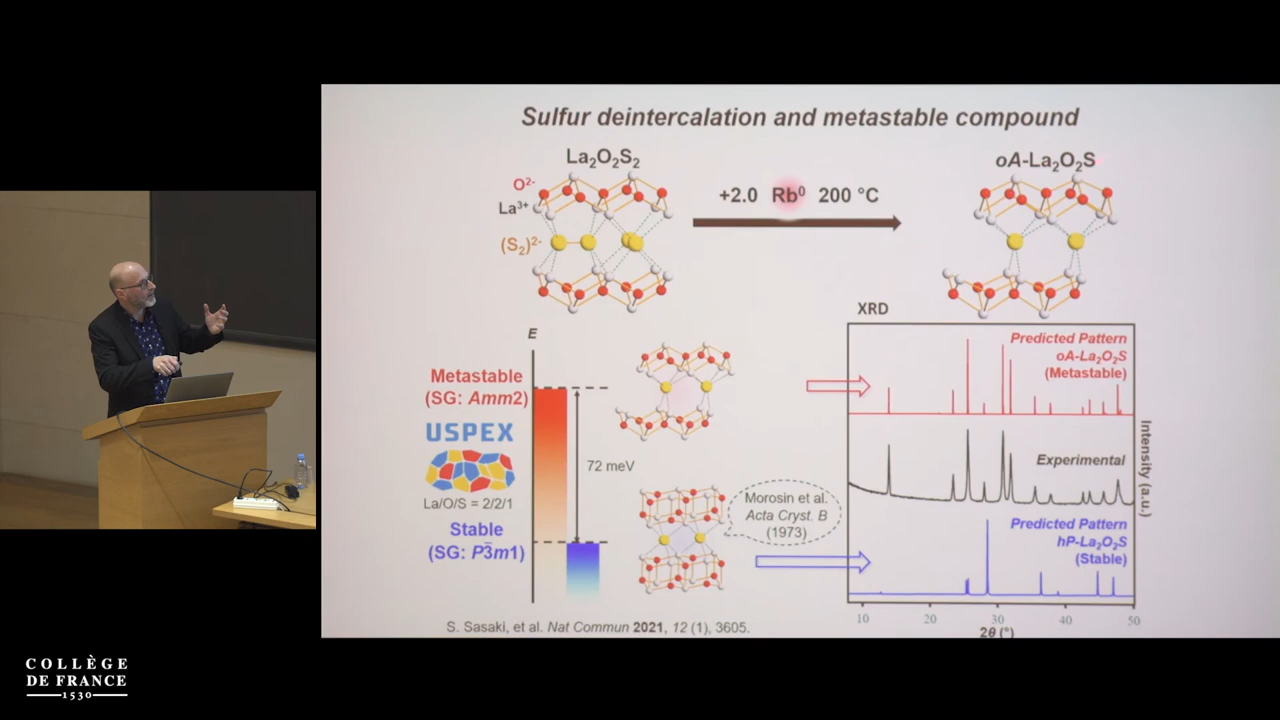 Sulfur deintercalation and metastable compound
La₂O₂S₂
oA-La₂O₂S
O²⁻
La³⁺
(S₂)²⁻
+2.0 Rb⁰ 200 °C
XRD
E
Metastable
(SG: Amm2)
USPEX
La/O/S = 2/2/1
Stable
(SG: P3̄m1)
72 meV
Morosin et al.
Acta Cryst. B
(1973)
Predicted Pattern
oA-La₂O₂S
(Metastable)
Experimental
Predicted Pattern
hP-La₂O₂S
(Stable)
Intensity (a.u.)
10 20 30 40 50
2θ (°)
S. Sasaki, et al. Nat Commun 2021, 12 (1), 3605.
COLLÈGE
DE FRANCE
1530